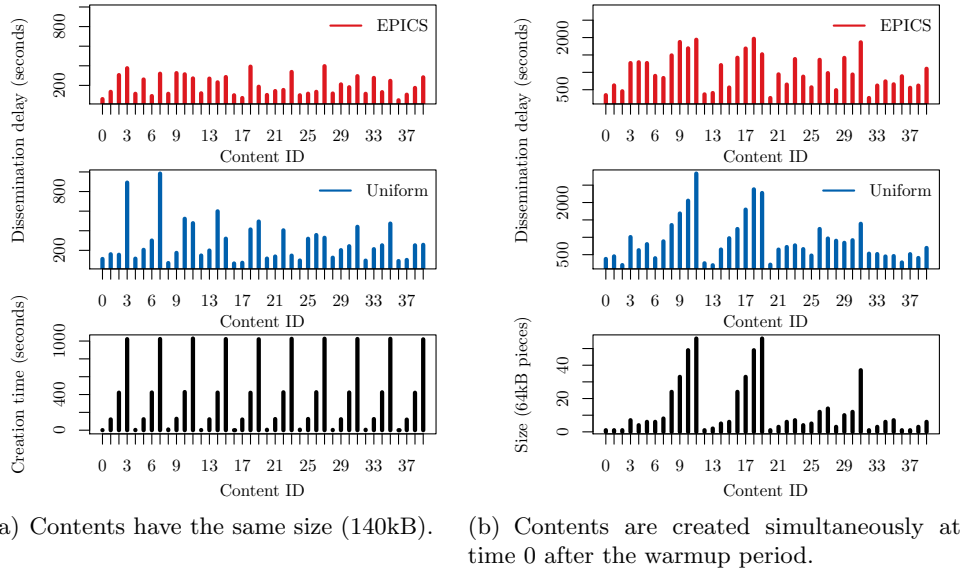 Dissemination delay (seconds)
800
200
EPICS
0 3 6 9 13 17 21 25 29 33 37
Content ID
800
200
Uniform
0 3 6 9 13 17 21 25 29 33 37
Content ID
Creation time (seconds)
1000
400
0
0 3 6 9 13 17 21 25 29 33 37
Content ID
a) Contents have the same size (140kB).
Dissemination delay (seconds)
2000
500
EPICS
0 3 6 9 13 17 21 25 29 33 37
Content ID
2000
500
Uniform
0 3 6 9 13 17 21 25 29 33 37
Content ID
Size (64kB pieces)
40
20
0
0 3 6 9 13 17 21 25 29 33 37
Content ID
(b) Contents are created simultaneously at
time 0 after the warmup period.